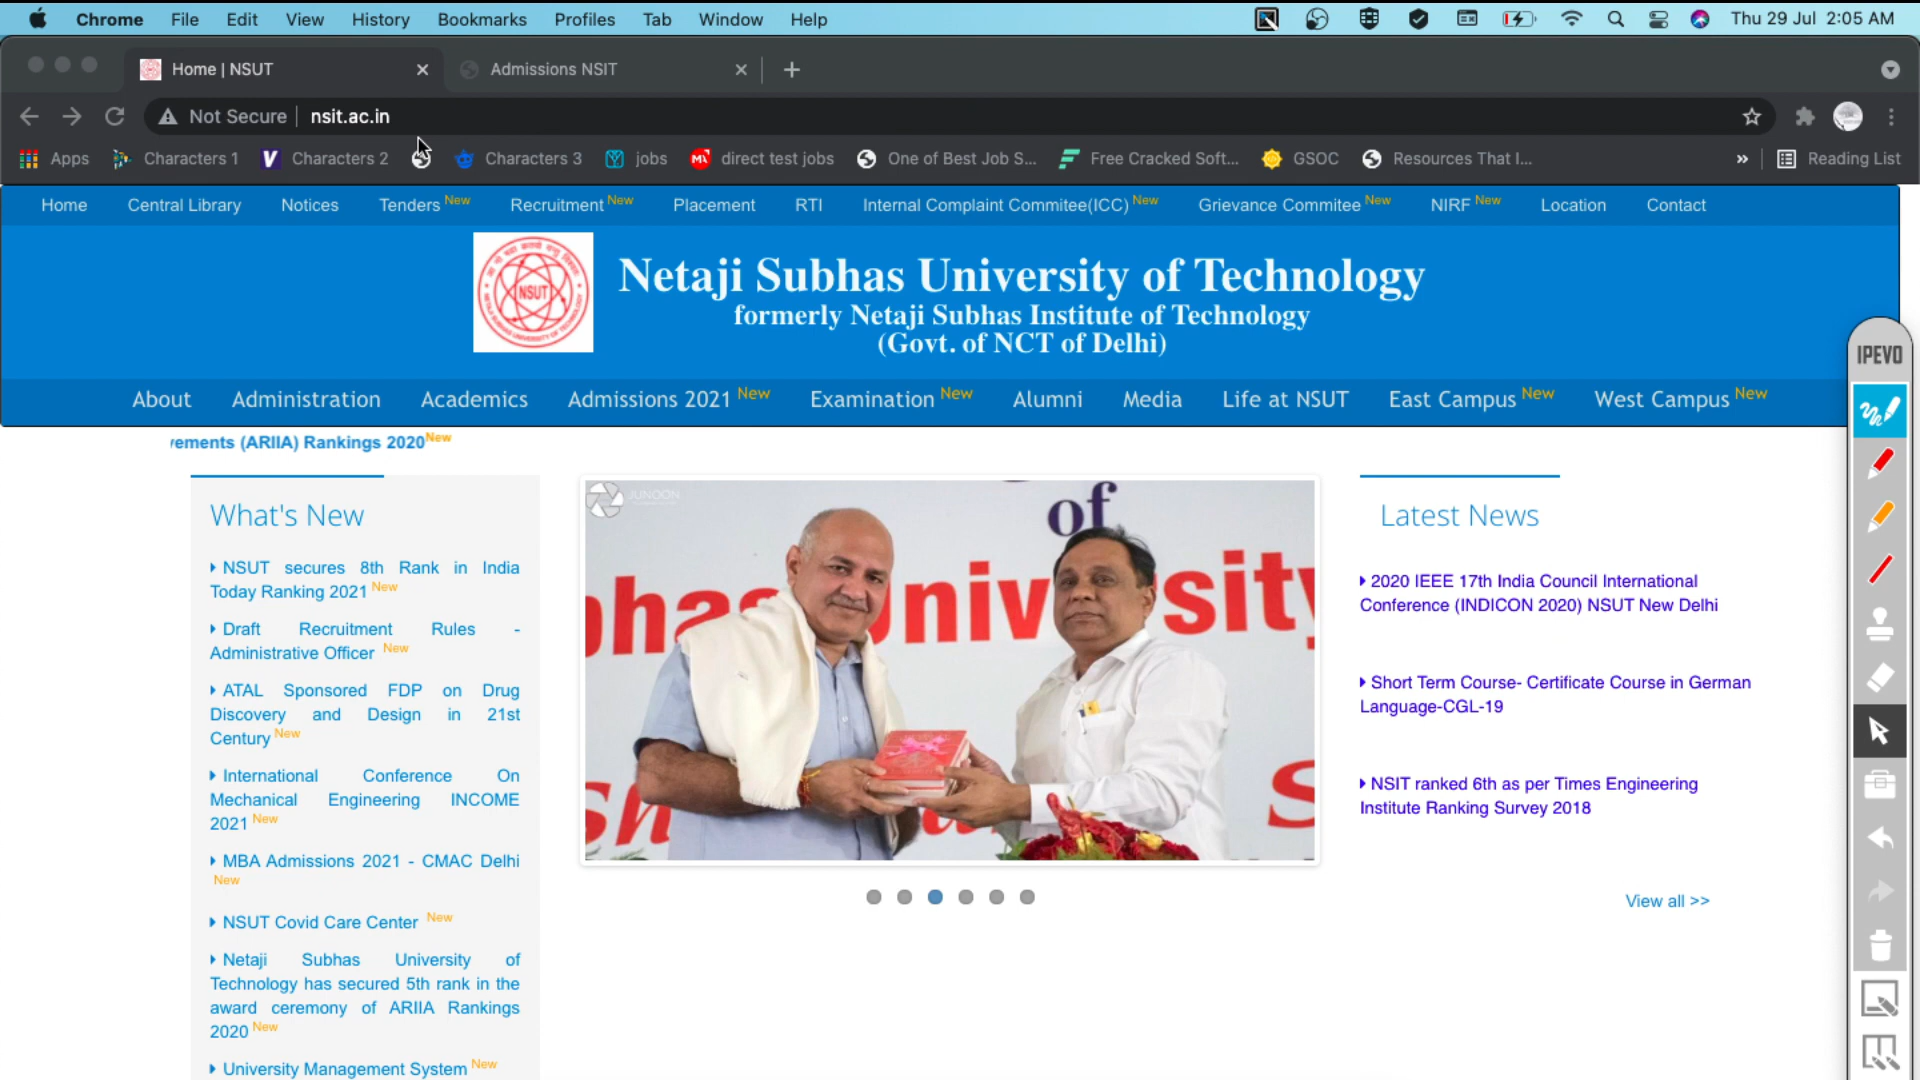 Chrome File Edit View History Bookmarks Profiles Tab Window Help Thu 29 Jul 2:05 AM
Home | NSUT Admissions NSIT
Not Secure nsit.ac.in
Apps Characters 1 Characters 2 Characters 3 jobs direct test jobs One of Best Job S... Free Cracked Soft... GSOC Resources That I... » Reading List
Home Central Library Notices Tenders New Recruitment New Placement RTI Internal Complaint Commitee(ICC) New Grievance Commitee New NIRF New Location Contact
NSUT
Netaji Subhas University of Technology
formerly Netaji Subhas Institute of Technology
(Govt. of NCT of Delhi)
IPEVO
About Administration Academics Admissions 2021 New Examination New Alumni Media Life at NSUT East Campus New West Campus New
vements (ARIIA) Rankings 2020 New
What's New
NSUT secures 8th Rank in India
Today Ranking 2021 New
Draft Recruitment Rules -
Administrative Officer New
ATAL Sponsored FDP on Drug
Discovery and Design in 21st
Century New
International Conference On
Mechanical Engineering INCOME
2021 New
MBA Admissions 2021 - CMAC Delhi
New
NSUT Covid Care Center New
Netaji Subhas University of
Technology has secured 5th rank in the
award ceremony of ARIIA Rankings
2020 New
University Management System New
JUNOON
of
bhas University
Latest News
2020 IEEE 17th India Council International
Conference (INDICON 2020) NSUT New Delhi
Short Term Course- Certificate Course in German
Language-CGL-19
NSIT ranked 6th as per Times Engineering
Institute Ranking Survey 2018
View all >>